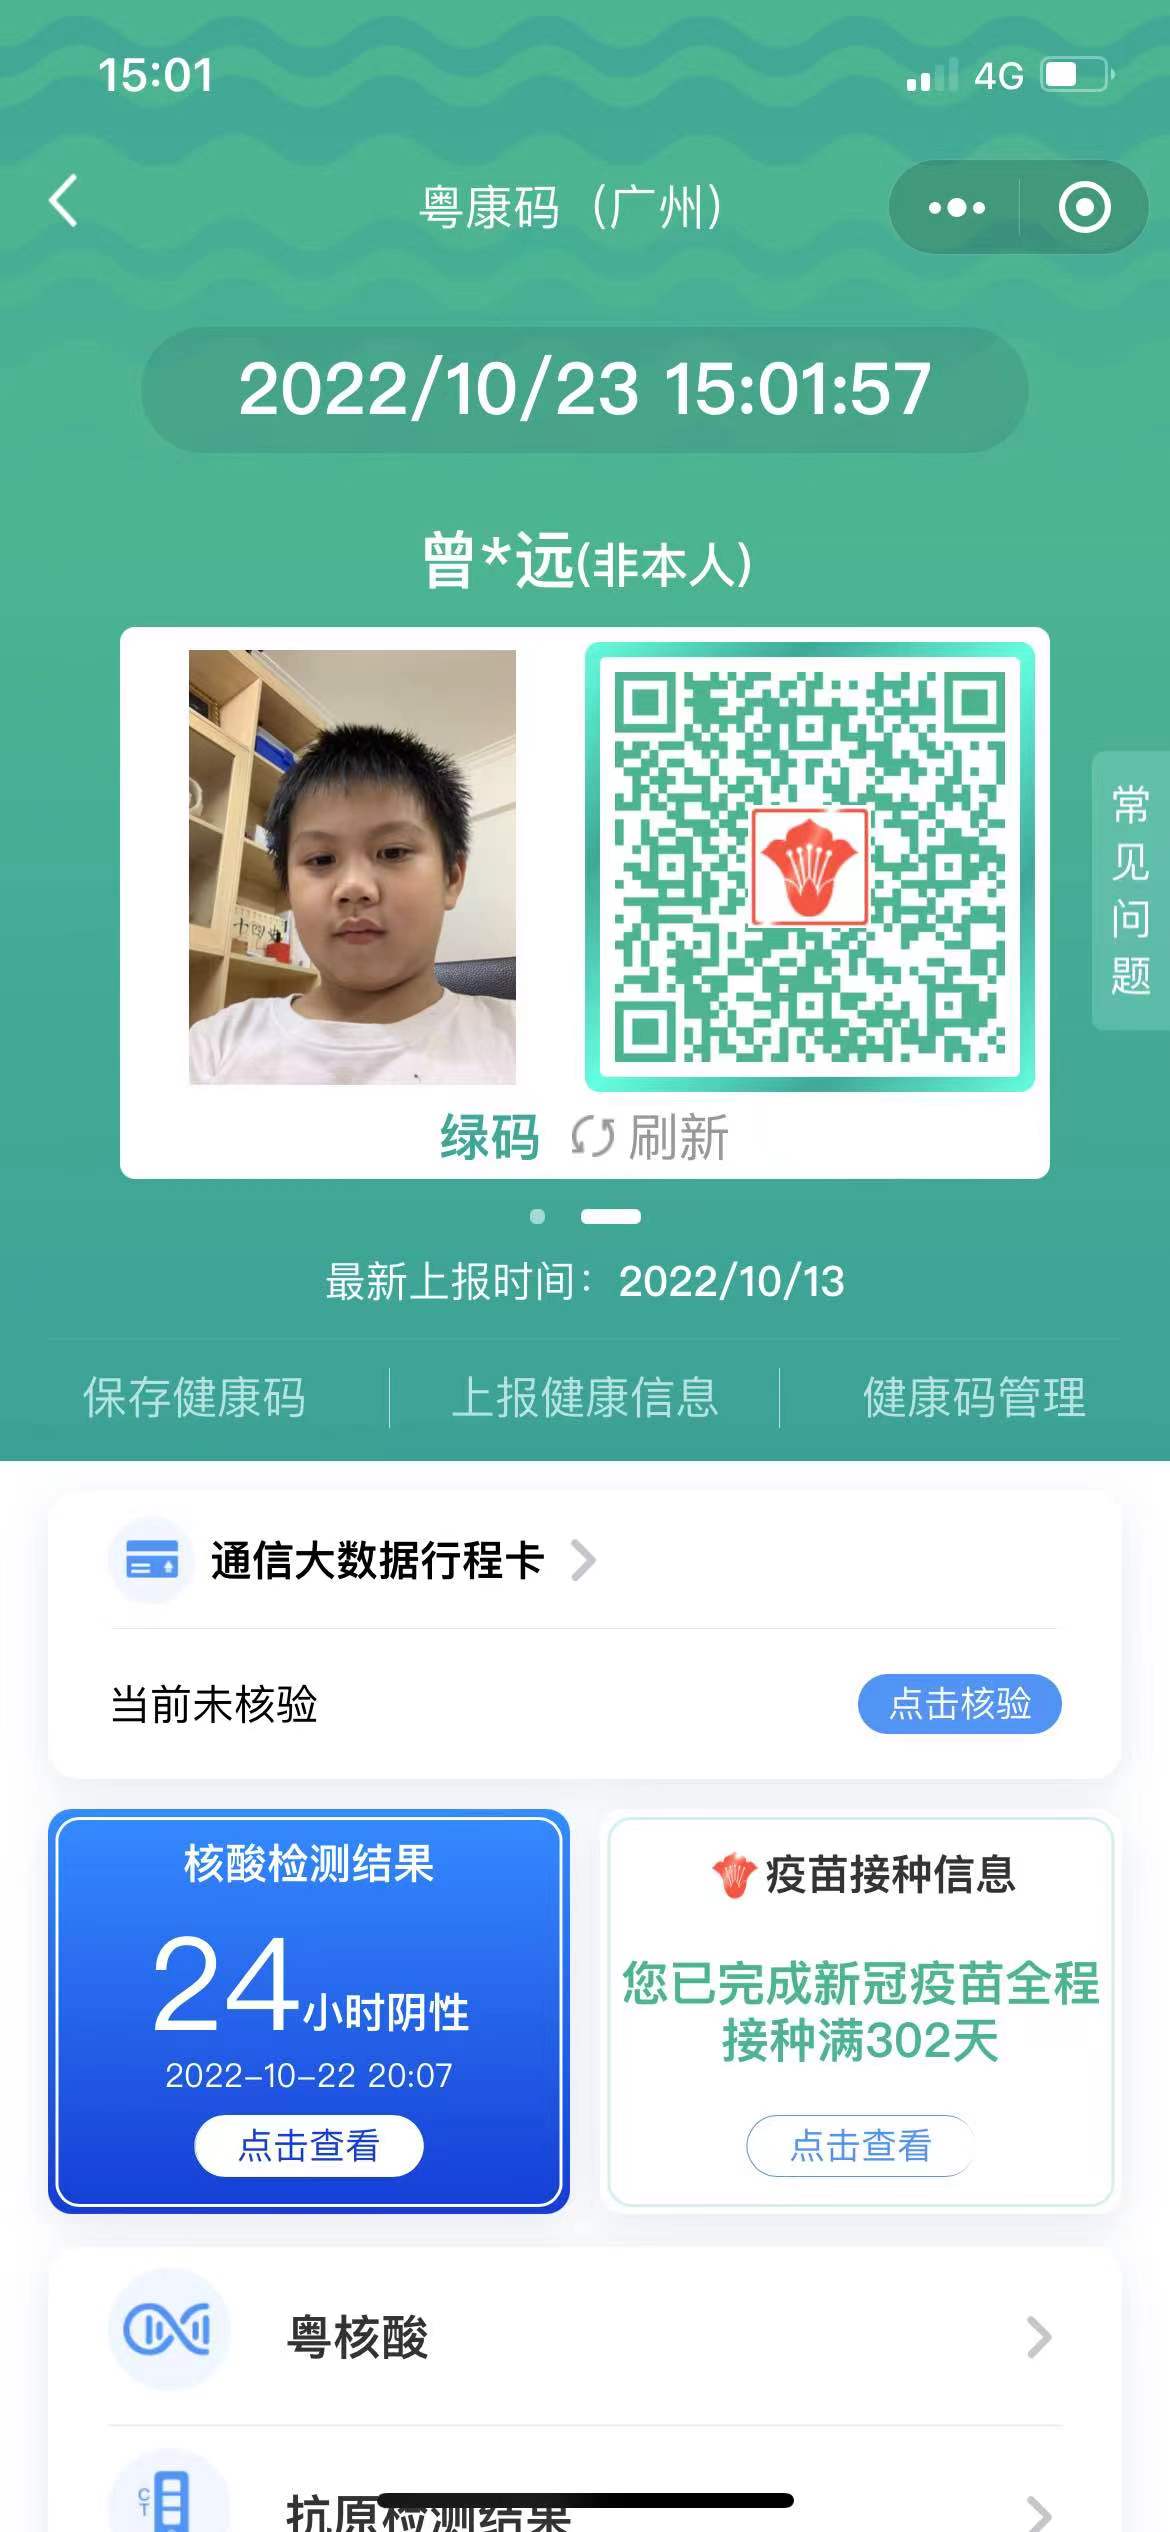 15:01
4G
粤康码（广州）
2022/10/23 15:01:57
曾*远(非本人)
常见问题
绿码 刷新
最新上报时间：2022/10/13
保存健康码
上报健康信息
健康码管理
通信大数据行程卡
当前未核验
点击核验
核酸检测结果
24小时阴性
2022-10-22 20:07
点击查看
疫苗接种信息
您已完成新冠疫苗全程
接种满302天
点击查看
粤核酸
C
T
抗原检测结果